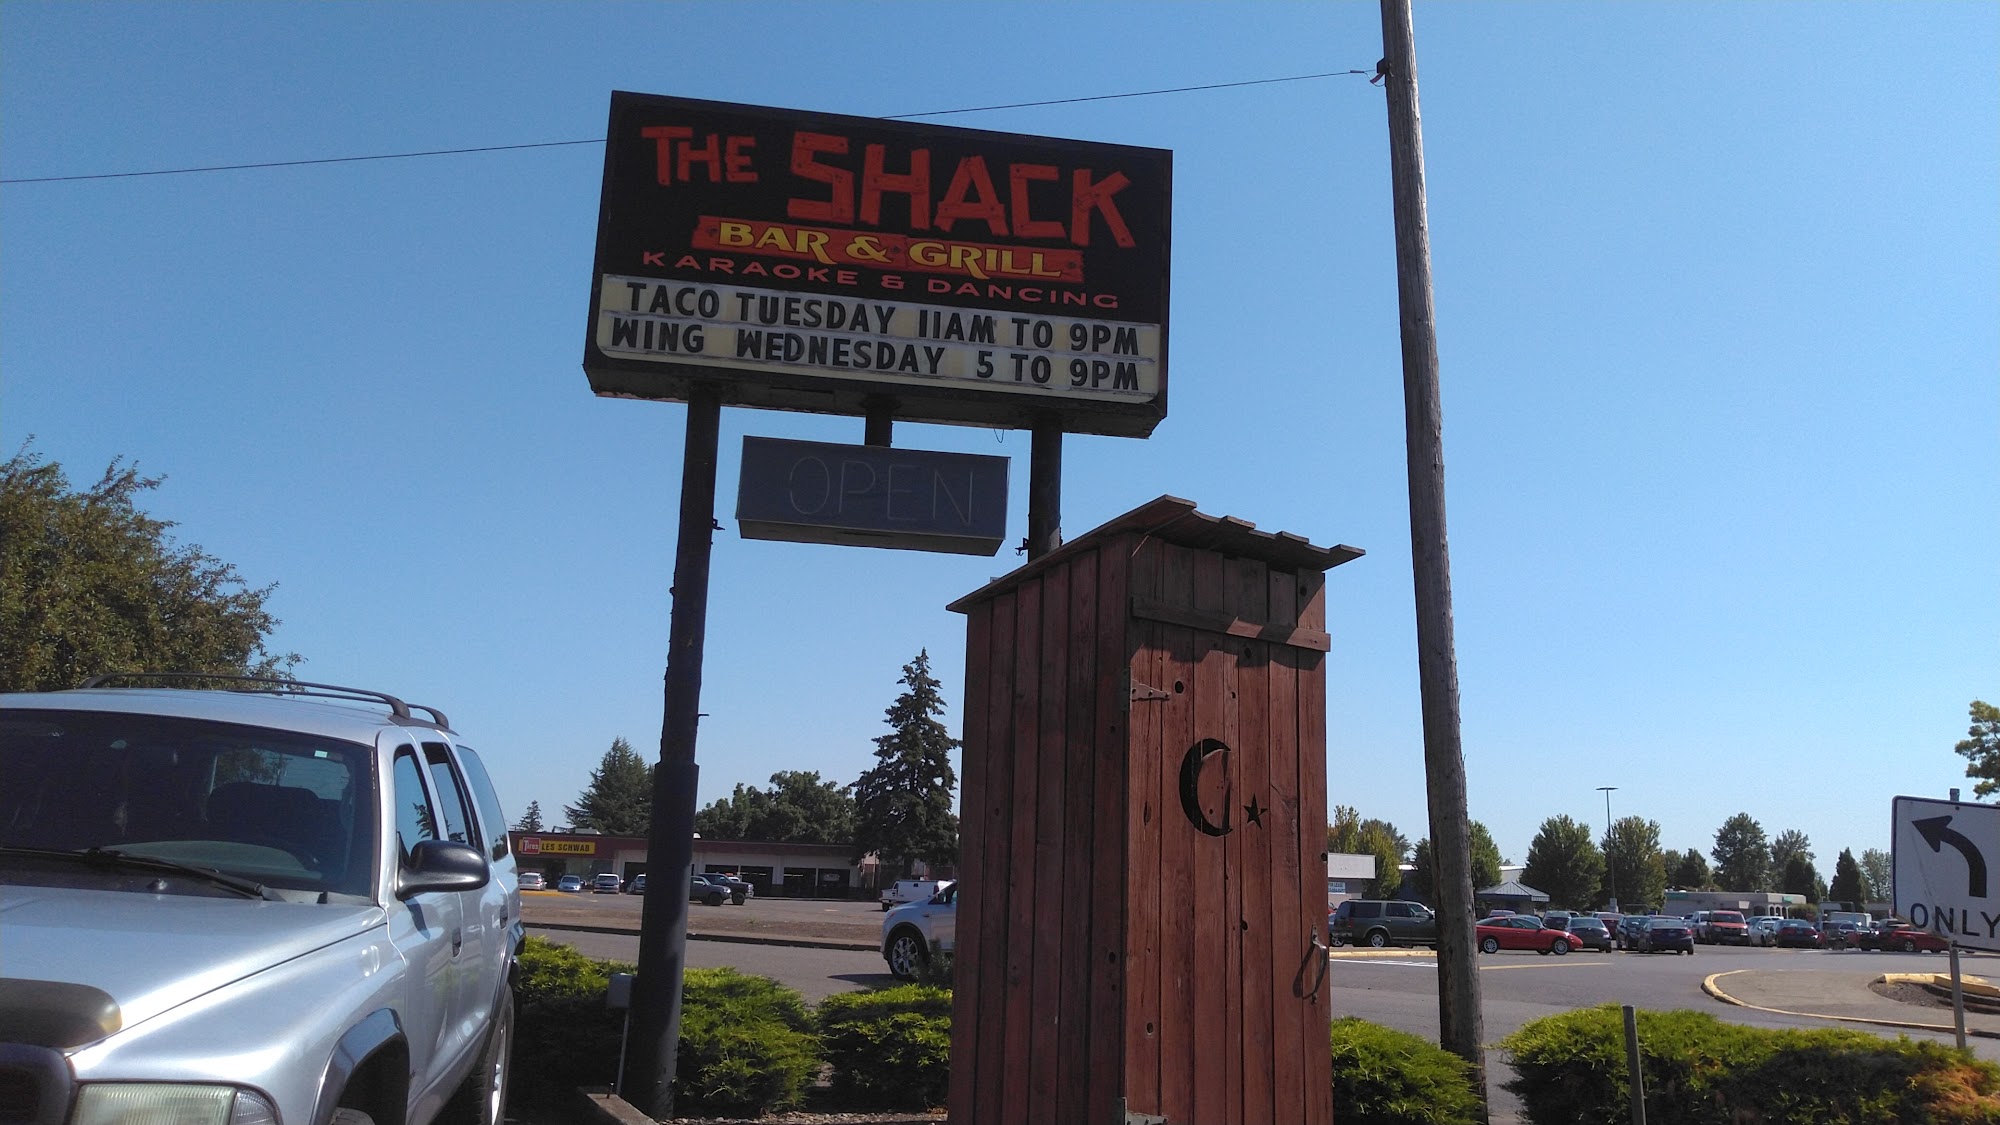 THE SHACK
BAR & GRILL
KARAOKE & DANCING
TACO TUESDAY 11AM TO 9PM
WING WEDNESDAY 5 TO 9PM
OPEN
Tires LES SCHWAB
ONLY